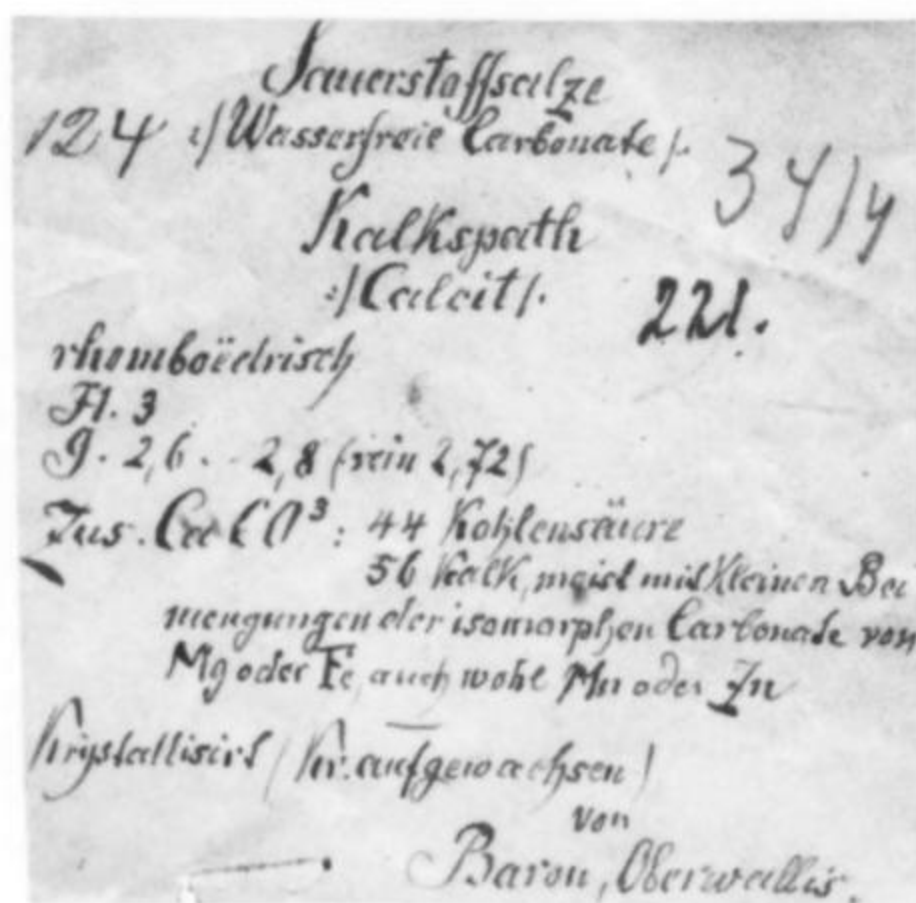 Sauerstoffsalze
124 :/Wasserfreie Carbonate/. 34)4
Kalkspath
:/Calcit/. 221.
rhomboëdrisch
H. 3
G. 2,6 . - 2,8 (rein 2,72)
Zus. CaCO³ : 44 Kohlensäure
56 Kalk, meist mit Kleinen Bei
mengungen der isomorphen Carbonate von
Mg oder Fe, auch wohl Mn oder Zn
Krystallisirt (Kr. aufgewachsen)
von
Baron, Oberwallis.